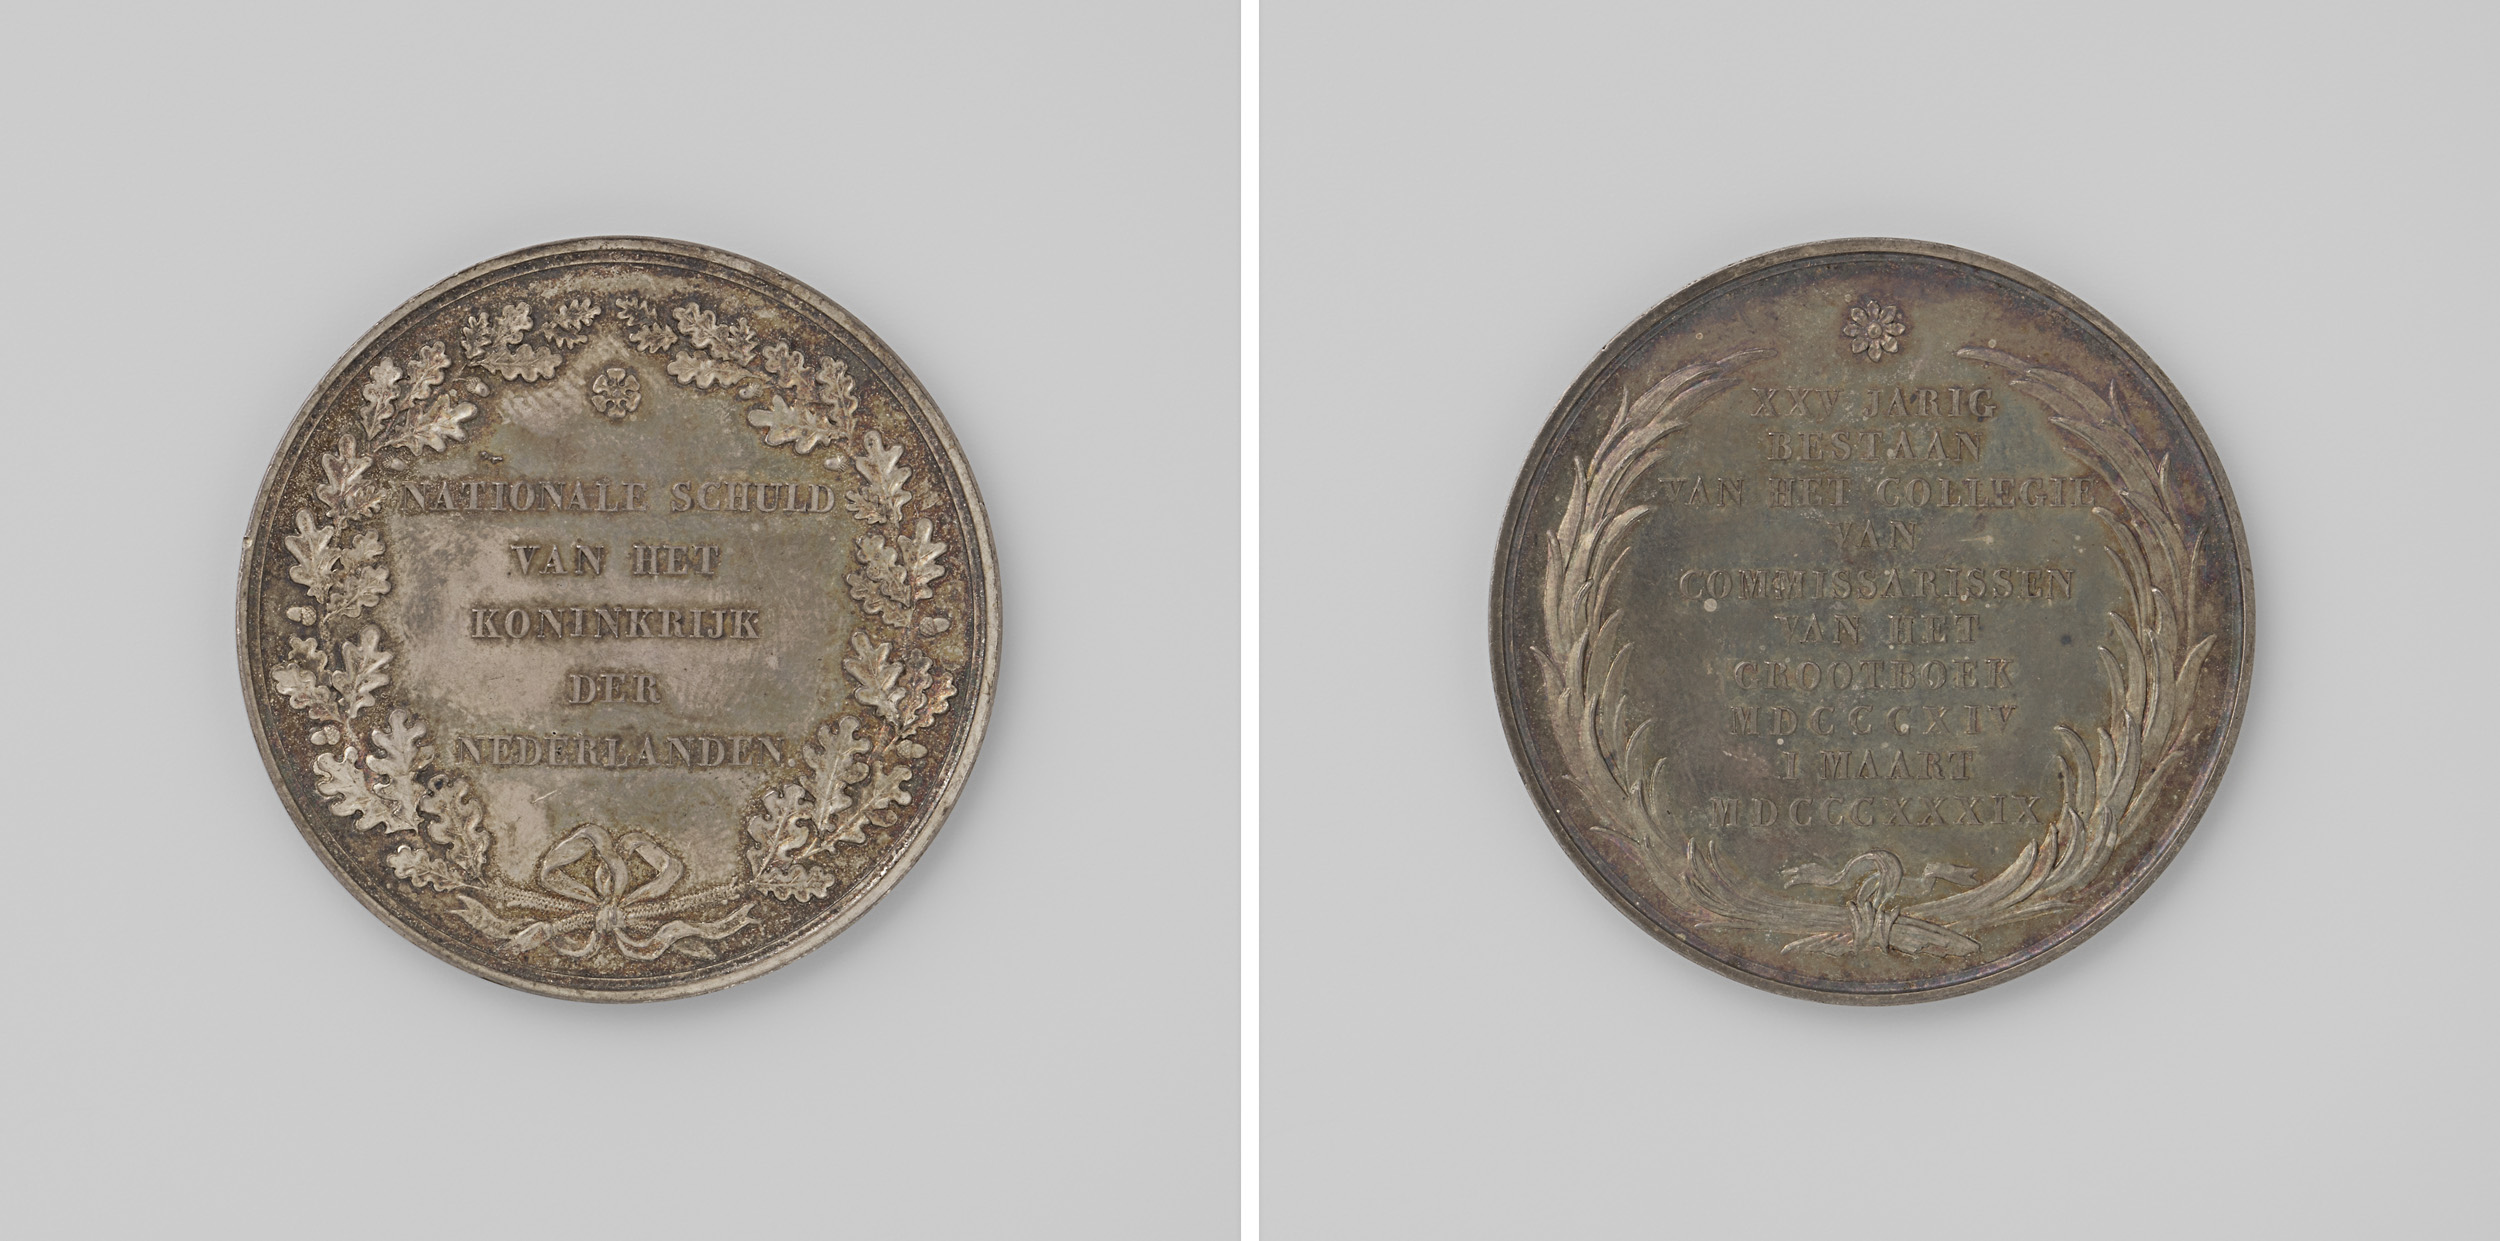 NATIONALE SCHULD
VAN HET
KONINKRIJK
DER
NEDERLANDEN.
XXV JARIG
BESTAAN
VAN HET COLLEGIE
VAN
COMMISSARISSEN
VAN HET
GROOTBOEK
MDCCCXIV
1 MAART
MDCCCXXXIX